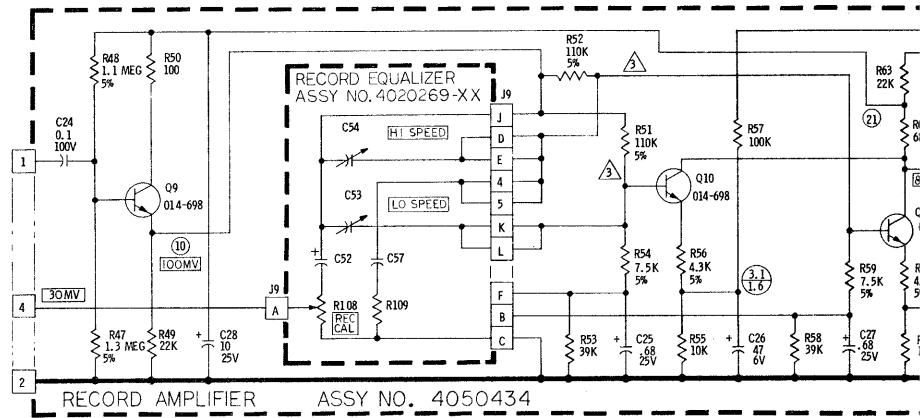 R48
1.1 MEG
5%
R50
100
C24
0.1
100V
1
Q9
014-698
10
100MV
4
30MV
R47
1.3 MEG
5%
R49
22K
C28
10
25V
2
RECORD AMPLIFIER ASSY NO. 4050434
RECORD EQUALIZER
ASSY NO. 4020269-XX
C54
HI SPEED
C53
LO SPEED
C52
C57
J9
A
R108
REC
CAL
R109
J9
J
D
E
4
5
K
L
F
B
C
R52
110K
5%
3
R51
110K
5%
3
Q10
014-698
R54
7.5K
5%
R56
4.3K
5%
R57
100K
3.1
1.6
R53
39K
C25
.68
25V
R55
10K
C26
47
6V
R58
39K
R59
7.5K
5%
C27
.68
25V
R63
22K
21